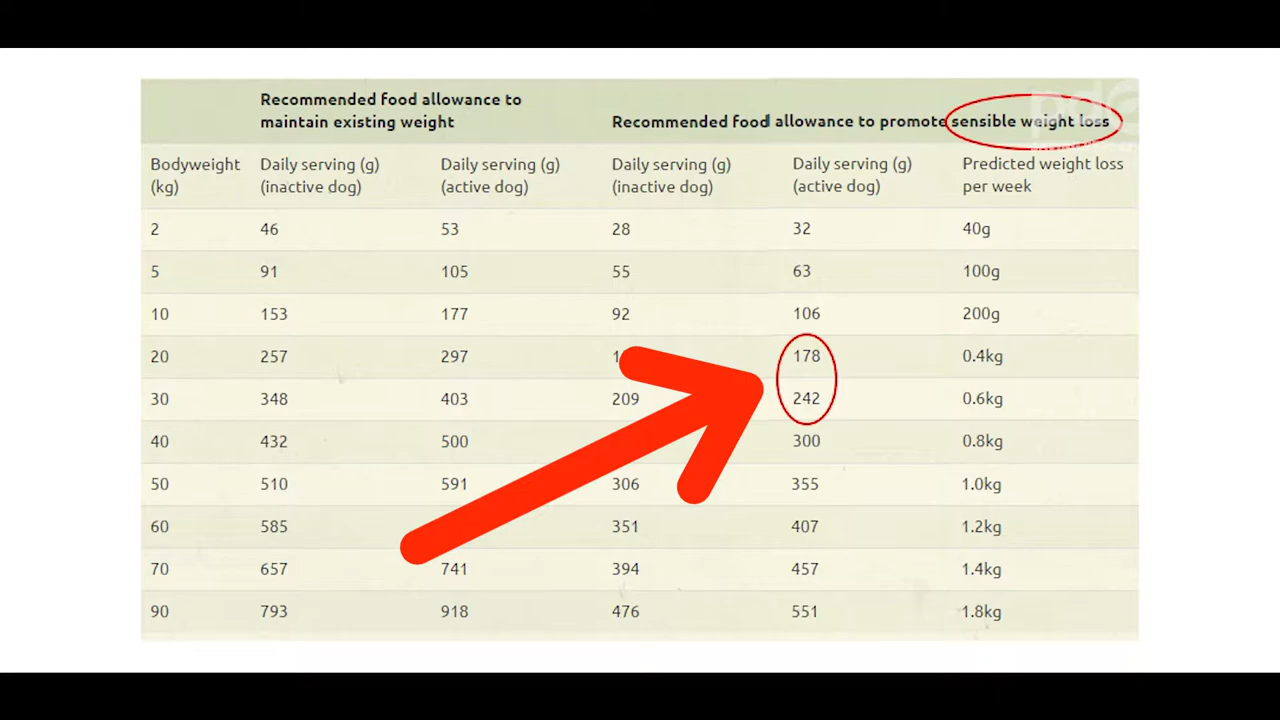 Recommended food allowance to
maintain existing weight
Recommended food allowance to promote sensible weight loss
Bodyweight (kg) Daily serving (g) (inactive dog) Daily serving (g) (active dog) Daily serving (g) (inactive dog) Daily serving (g) (active dog) Predicted weight loss per week
2 46 53 28 32 40g
5 91 105 55 63 100g
10 153 177 92 106 200g
20 257 297 178 0.4kg
30 348 403 209 242 0.6kg
40 432 500 300 0.8kg
50 510 591 306 355 1.0kg
60 585 351 407 1.2kg
70 657 741 394 457 1.4kg
90 793 918 476 551 1.8kg